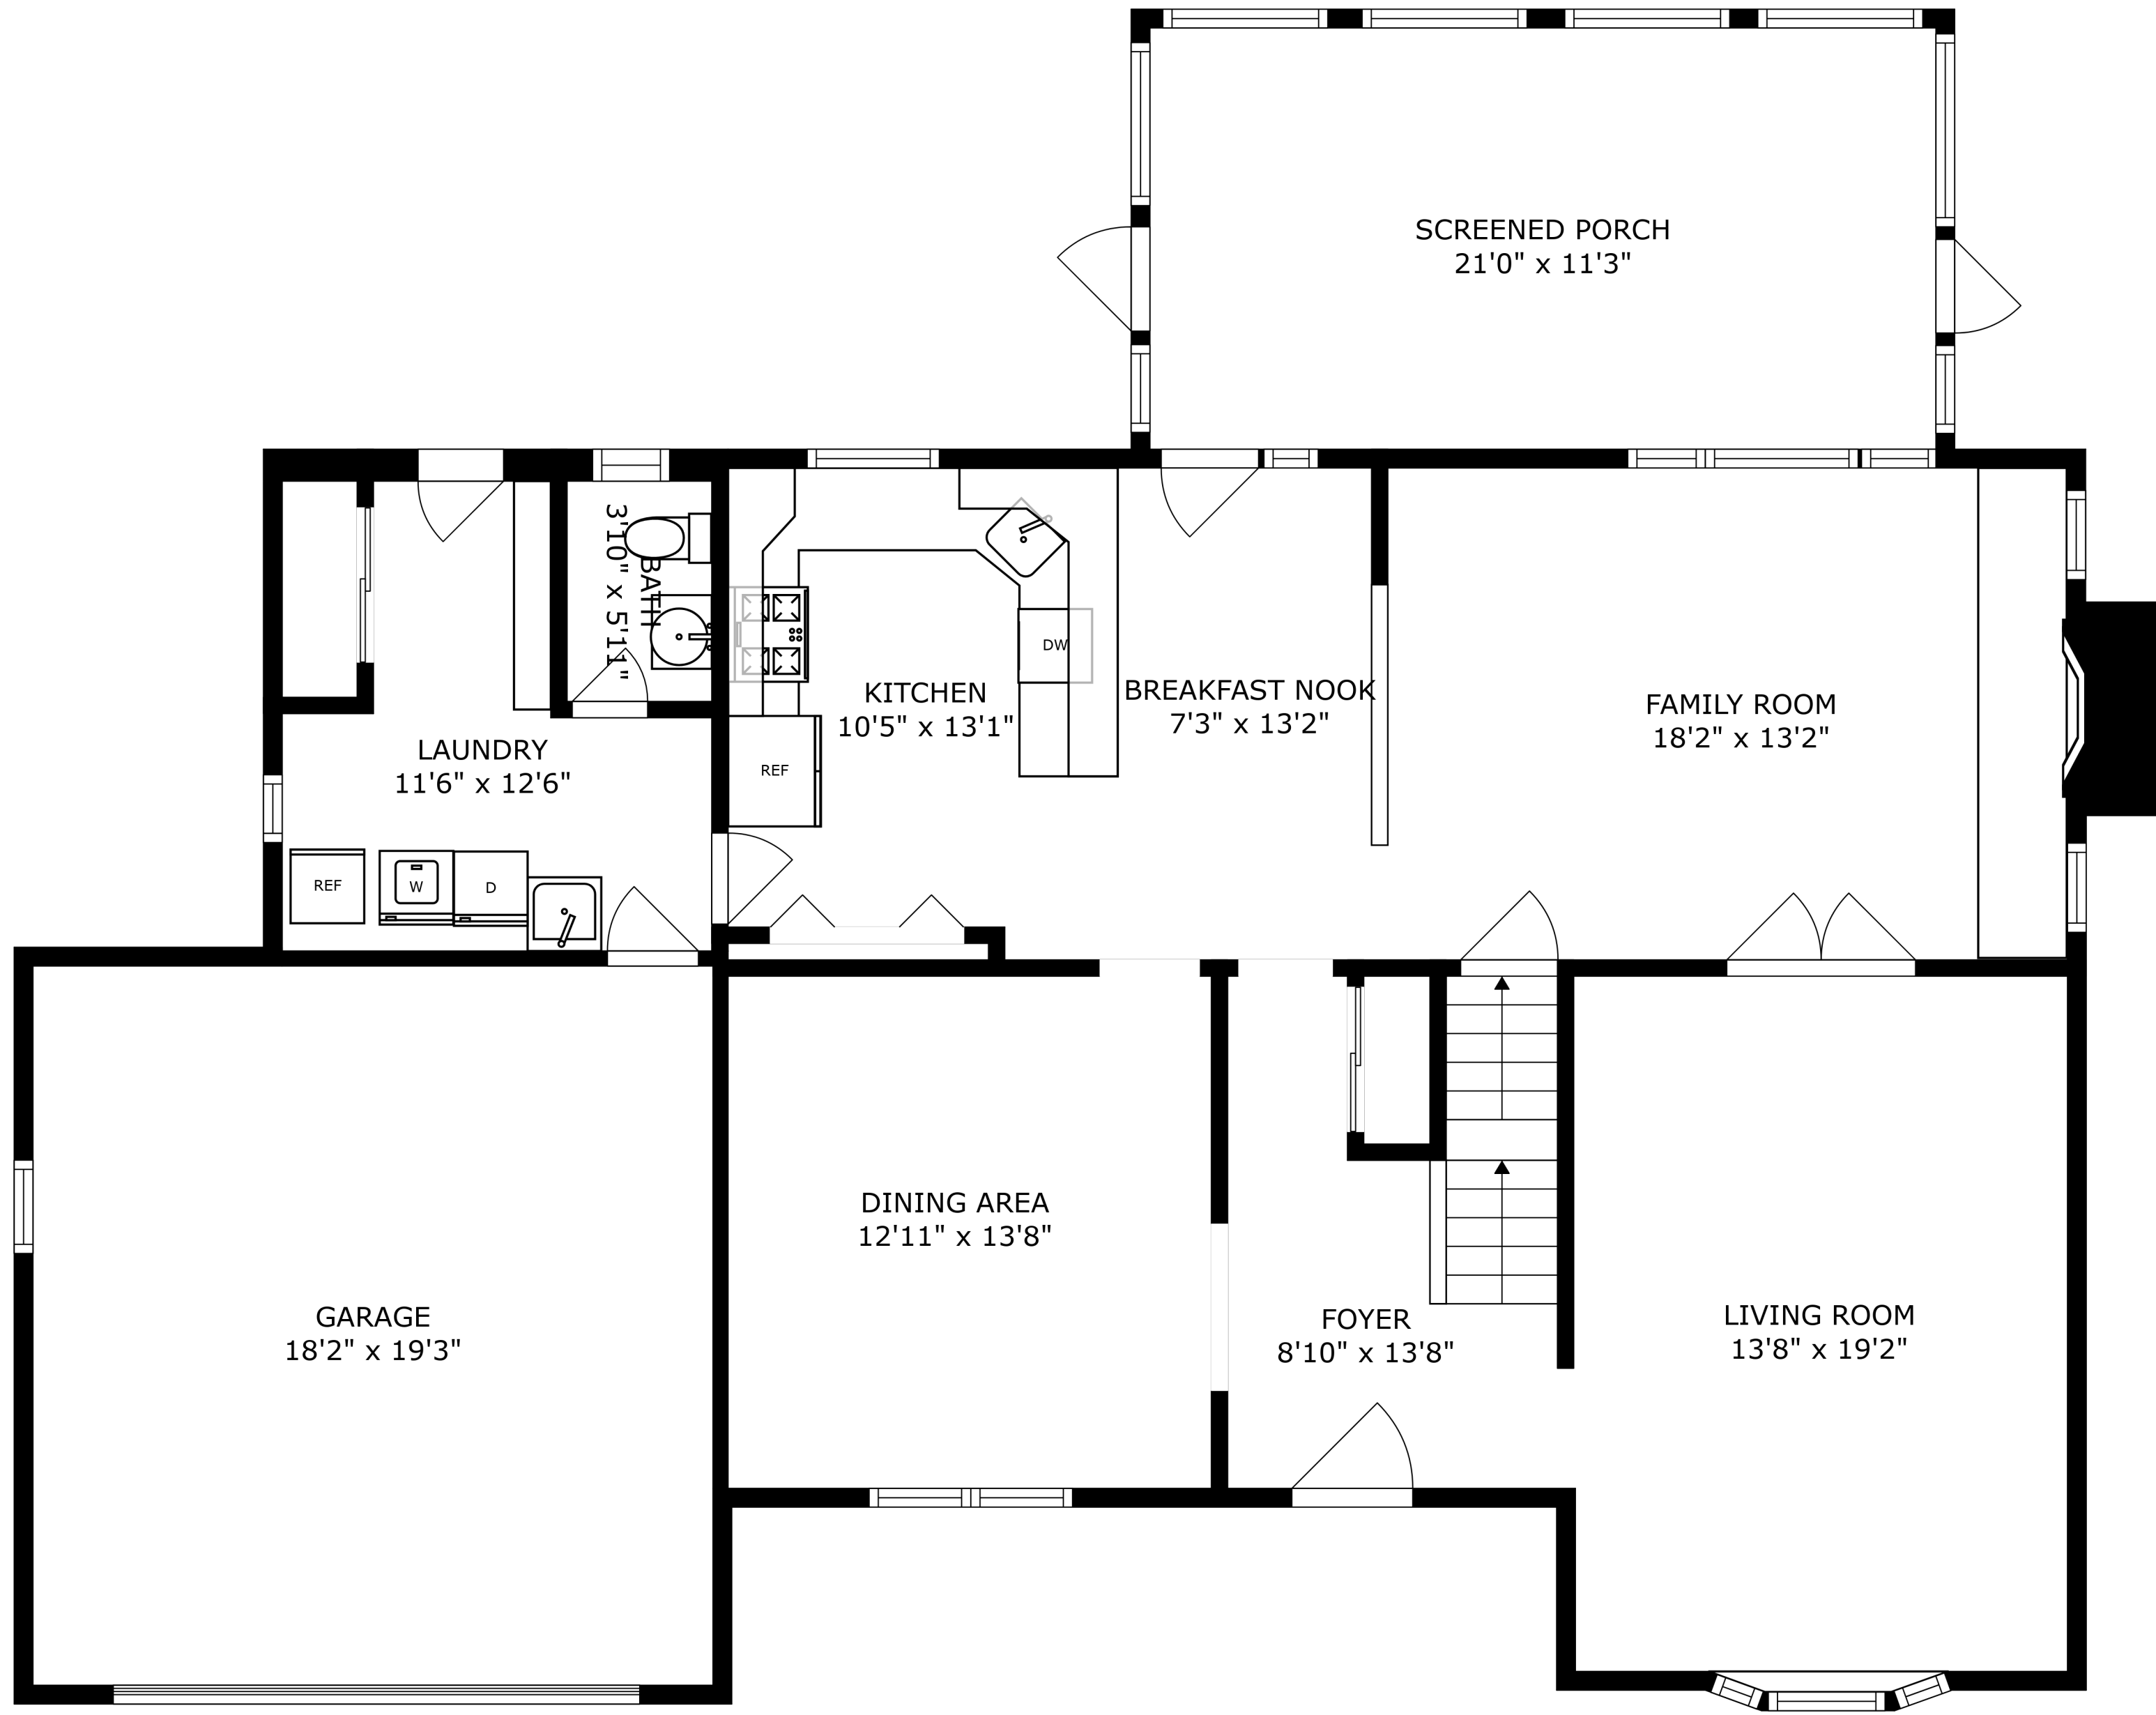 SCREENED PORCH
21'0" x 11'3"
BATH
3'10" x 5'11"
DW
KITCHEN
10'5" x 13'1"
BREAKFAST NOOK
7'3" x 13'2"
FAMILY ROOM
18'2" x 13'2"
LAUNDRY
11'6" x 12'6"
REF
REF
W
D
DINING AREA
12'11" x 13'8"
GARAGE
18'2" x 19'3"
FOYER
8'10" x 13'8"
LIVING ROOM
13'8" x 19'2"